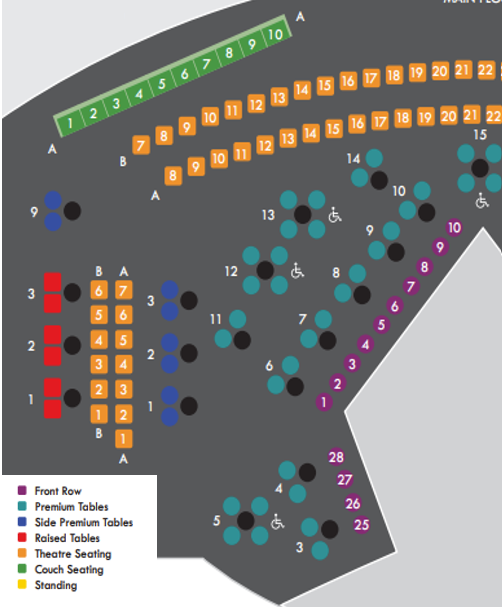 MAIN FLO
A
1 2 3 4 5 6 7 8 9 10
A
B 7 8 9 10 11 12 13 14 15 16 17 18 19 20 21 22
A 8 9 10 11 12 13 14 15 16 17 18 19 20 21 22
15
14
10
9
13
9
12
8
11
7
6
10
9
8
7
6
5
4
3
2
1
3
2
1
B A
6 7
5 6
4 5
3 4
2 3
1 2
B 1
A
3
2
1
28
27
26
25
4
5
3
Front Row
Premium Tables
Side Premium Tables
Raised Tables
Theatre Seating
Couch Seating
Standing